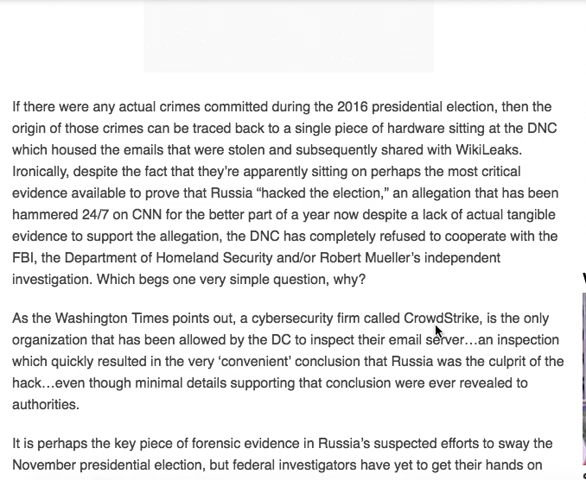 If there were any actual crimes committed during the 2016 presidential election, then the
origin of those crimes can be traced back to a single piece of hardware sitting at the DNC
which housed the emails that were stolen and subsequently shared with WikiLeaks.
Ironically, despite the fact that they're apparently sitting on perhaps the most critical
evidence available to prove that Russia “hacked the election,” an allegation that has been
hammered 24/7 on CNN for the better part of a year now despite a lack of actual tangible
evidence to support the allegation, the DNC has completely refused to cooperate with the
FBI, the Department of Homeland Security and/or Robert Mueller's independent
investigation. Which begs one very simple question, why?
As the Washington Times points out, a cybersecurity firm called CrowdStrike, is the only
organization that has been allowed by the DC to inspect their email server…an inspection
which quickly resulted in the very ‘convenient’ conclusion that Russia was the culprit of the
hack…even though minimal details supporting that conclusion were ever revealed to
authorities.
It is perhaps the key piece of forensic evidence in Russia's suspected efforts to sway the
November presidential election, but federal investigators have yet to get their hands on